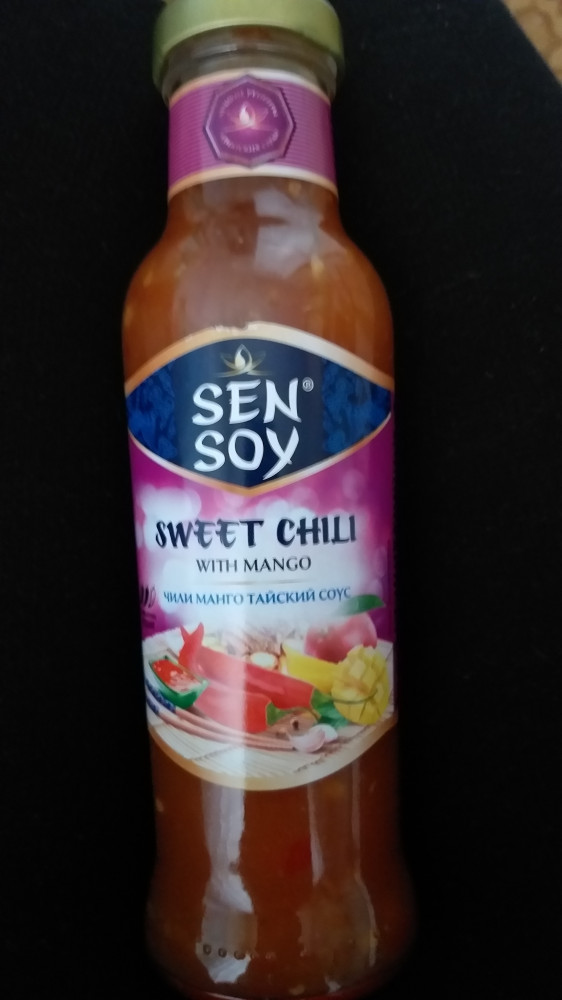 SEN®
SOY
SWEET CHILI
WITH MANGO
ЧИЛИ МАНГО ТАЙСКИЙ СОУС